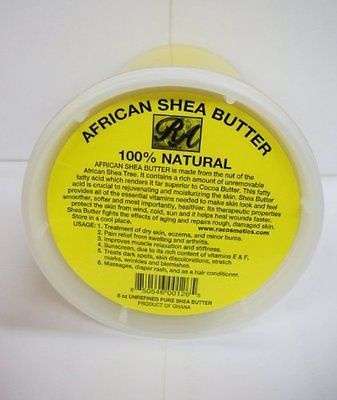 AFRICAN SHEA BUTTER
RA
100% NATURAL
AFRICAN SHEA BUTTER is made from the nut of the
African Shea Tree. It contains a rich amount of unremovable
fatty acid which renders it far superior to Cocoa Butter. This fatty
acid is crucial to rejuvenating and moisturizing the skin. Shea Butter
provides all of the essential vitamins needed to make skin look and feel
smoother, softer and most importantly, healthier. Its therapeutic properties
protect the skin from wind, cold, sun and it helps heal wounds faster.
Shea Butter fights the effects of aging and repairs rough, damaged skin.
Store in a cool place. www.racosmetics.com
USAGE: 1. Treatment of dry skin, eczema, and minor burns.
2. Pain relief from swelling and arthritis.
3. Improves muscle relaxation and stiffness.
4. Sunscreen, due to its rich content of vitamins E & F.
5. Treats dark spots, skin discolorations, stretch
marks, wrinkles and blemishes.
6. Massages, diaper rash, and as a hair conditioner.
6 50546 00126 8
8 oz UNREFINED PURE SHEA BUTTER
PRODUCT OF GHANA